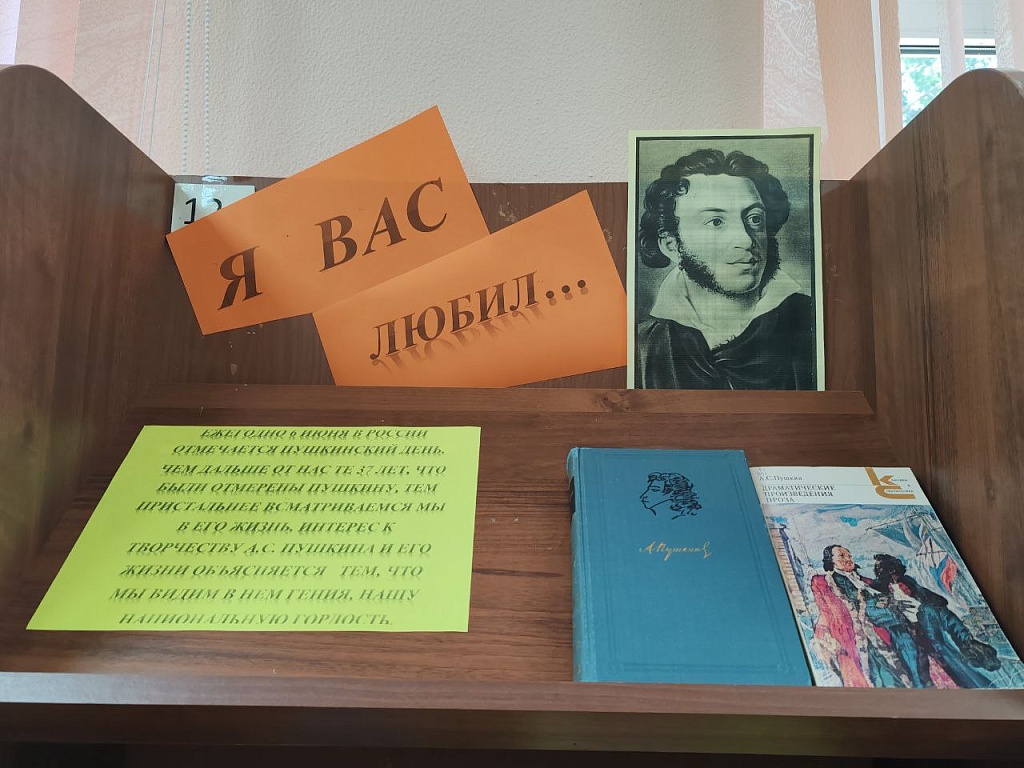 12
Я ВАС
ЛЮБИЛ...
ЕЖЕГОДНО 6 ИЮНЯ В РОССИИ
ОТМЕЧАЕТСЯ ПУШКИНСКИЙ ДЕНЬ.
ЧЕМ ДАЛЬШЕ ОТ НАС ТЕ 37 ЛЕТ, ЧТО
БЫЛИ ОТМЕРЕНЫ ПУШКИНУ, ТЕМ
ПРИСТАЛЬНЕЕ ВСМАТРИВАЕМСЯ МЫ
В ЕГО ЖИЗНЬ. ИНТЕРЕС К
ТВОРЧЕСТВУ А.С. ПУШКИНА И ЕГО
ЖИЗНИ ОБЪЯСНЯЕТСЯ ТЕМ, ЧТО
МЫ ВИДИМ В НЕМ ГЕНИЯ, НАШУ
НАЦИОНАЛЬНУЮ ГОРДОСТЬ.
А. Пушкинъ
А.С.Пушкин
ДРАМАТИЧЕСКИЕ
ПРОИЗВЕДЕНИЯ
ПРОЗА
К
С